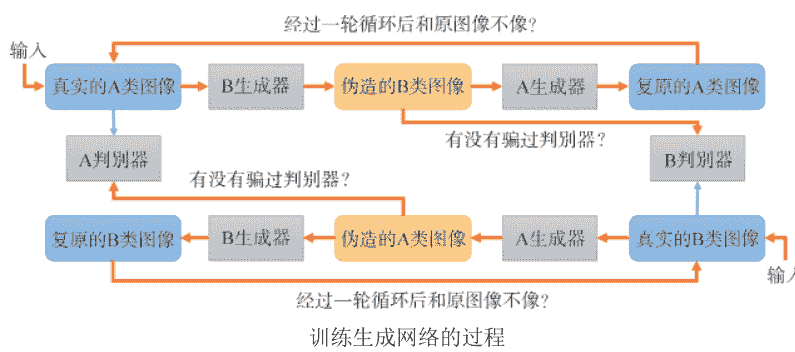 经过一轮循环后和原图像不像?
输入
真实的A类图像
B生成器
伪造的B类图像
A生成器
复原的A类图像
有没有骗过判别器?
A判别器
B判别器
有没有骗过判别器?
复原的B类图像
B生成器
伪造的A类图像
A生成器
真实的B类图像
输入
经过一轮循环后和原图像不像?
训练生成网络的过程